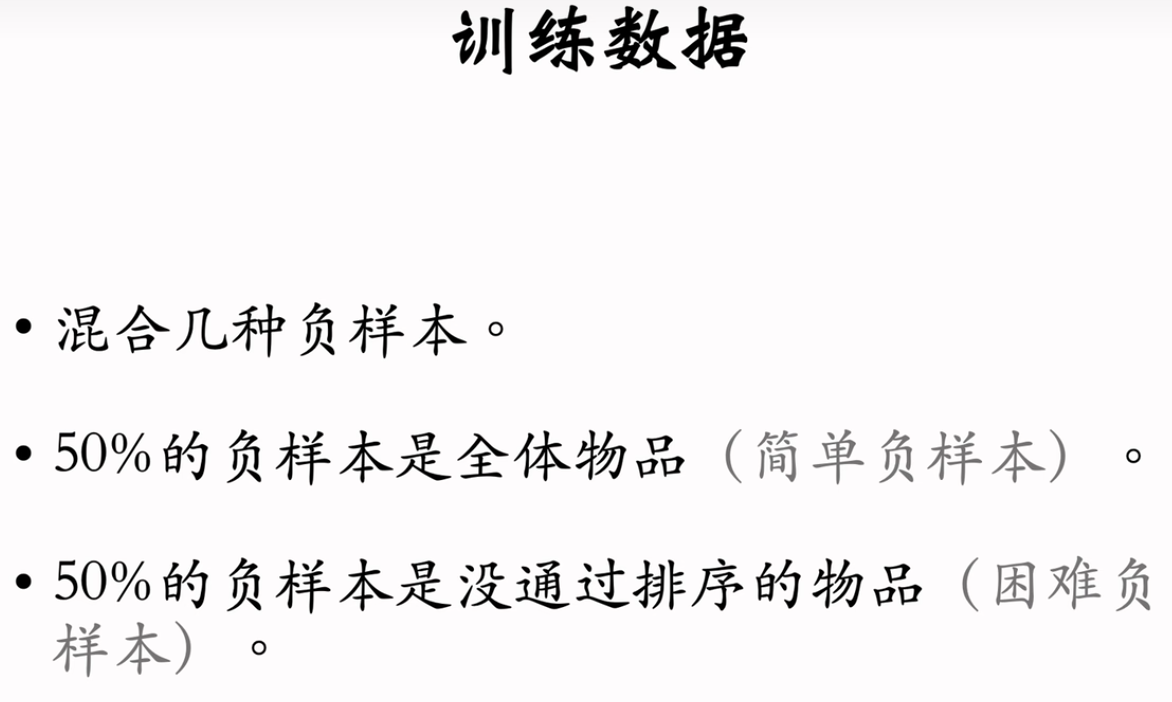 训练数据
• 混合几种负样本。
• 50%的负样本是全体物品（简单负样本）。
• 50%的负样本是没通过排序的物品（困难负
样本）。